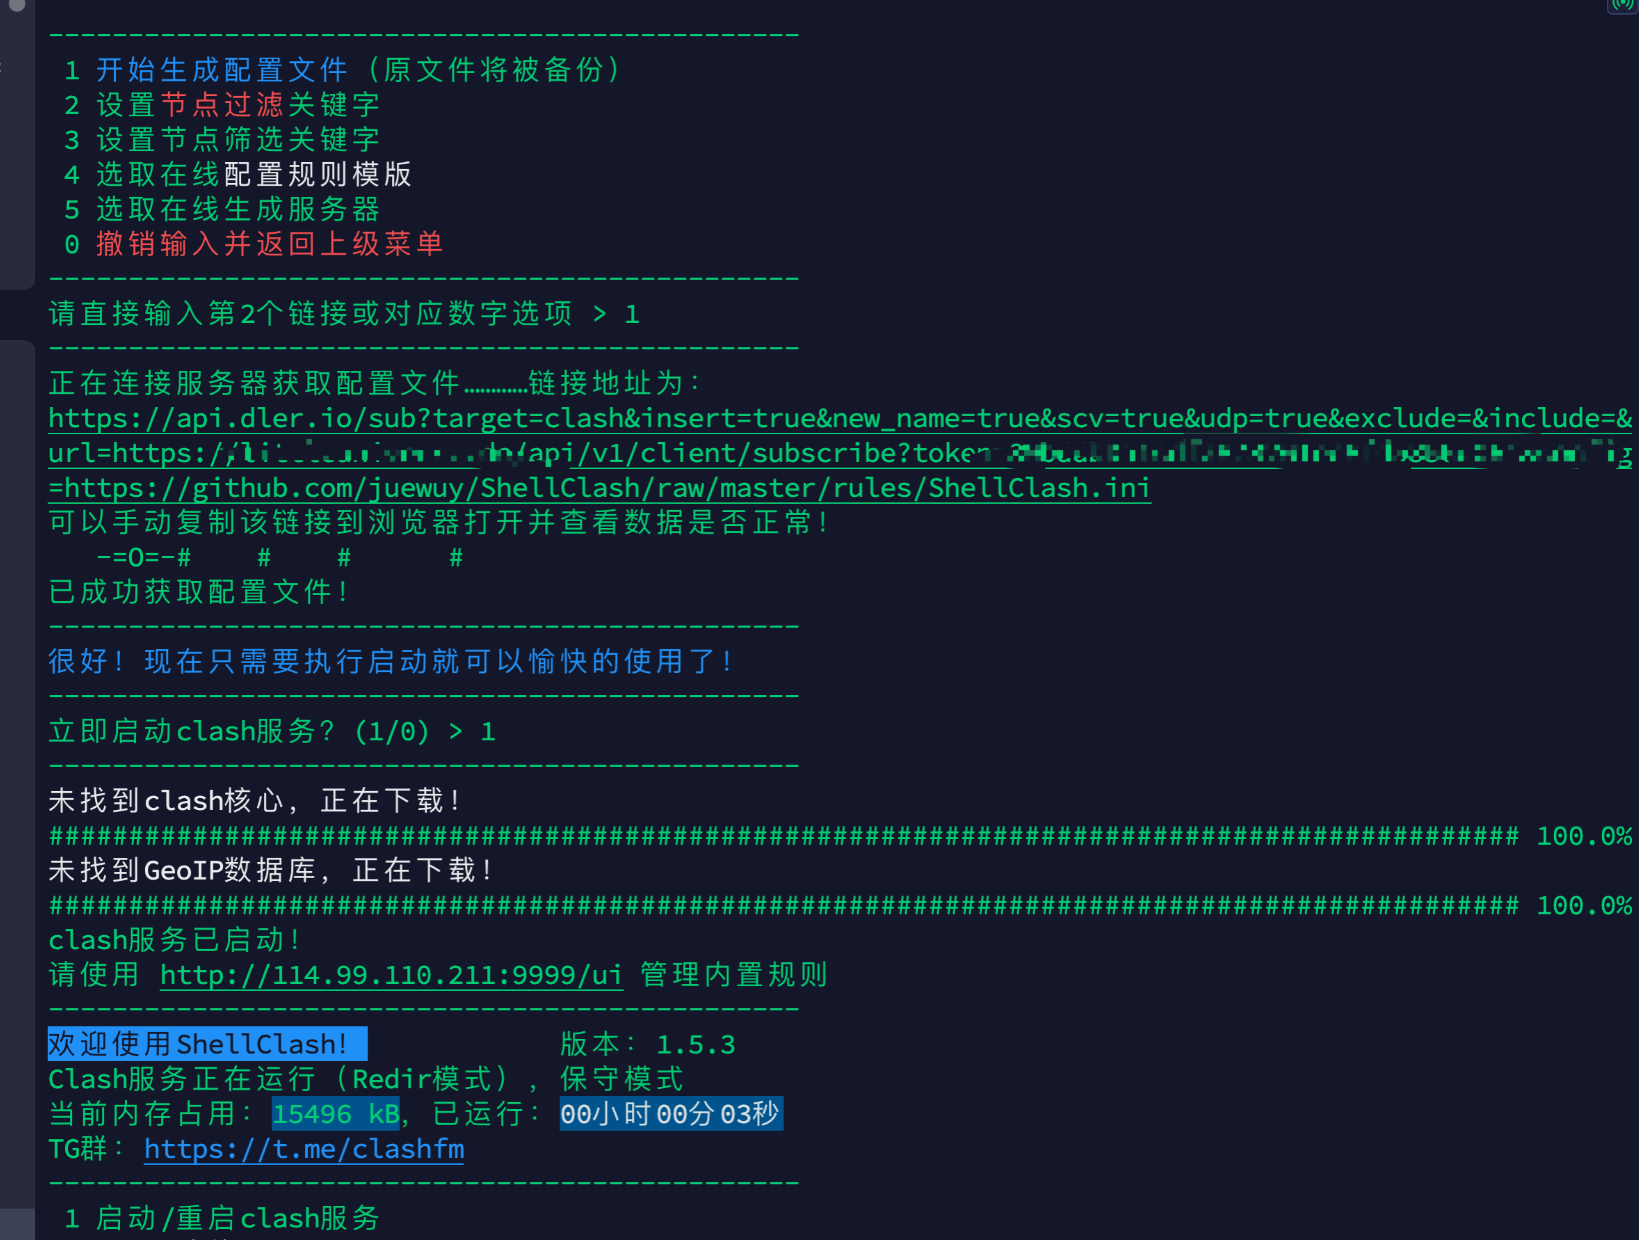 -----------------------------------------------
1 开始生成配置文件（原文件将被备份）
2 设置节点过滤关键字
3 设置节点筛选关键字
4 选取在线配置规则模版
5 选取在线生成服务器
0 撤销输入并返回上级菜单
-----------------------------------------------
请直接输入第2个链接或对应数字选项 > 1
-----------------------------------------------
正在连接服务器获取配置文件…………链接地址为：
https://api.dler.io/sub?target=clash&insert=true&new_name=true&scv=true&udp=true&exclude=&include=&
url=https:/ /api/v1/client/subscribe?token
=https://github.com/juewuy/ShellClash/raw/master/rules/ShellClash.ini
可以手动复制该链接到浏览器打开并查看数据是否正常！
-=O=-#    #    #      #
已成功获取配置文件！
-----------------------------------------------
很好！现在只需要执行启动就可以愉快的使用了！
-----------------------------------------------
立即启动clash服务？(1/0) > 1
-----------------------------------------------
未找到clash核心，正在下载！
############################################################################################ 100.0%
未找到GeoIP数据库，正在下载！
############################################################################################ 100.0%
clash服务已启动！
请使用 http://114.99.110.211:9999/ui 管理内置规则
-----------------------------------------------
欢迎使用ShellClash！ 版本：1.5.3
Clash服务正在运行（Redir模式），保守模式
当前内存占用：15496 kB，已运行：00小时00分03秒
TG群：https://t.me/clashfm
-----------------------------------------------
1 启动/重启clash服务